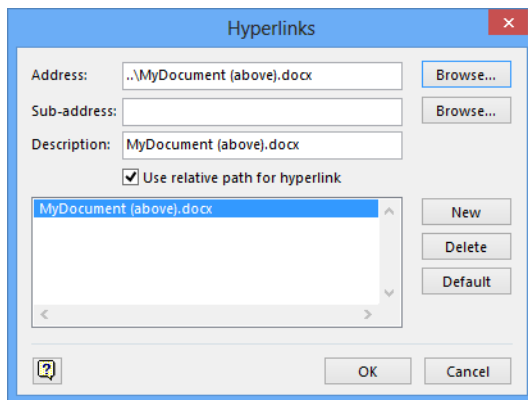 Hyperlinks
Address: ..\MyDocument (above).docx Browse...
Sub-address: Browse...
Description: MyDocument (above).docx
Use relative path for hyperlink
MyDocument (above).docx
New
Delete
Default
OK Cancel